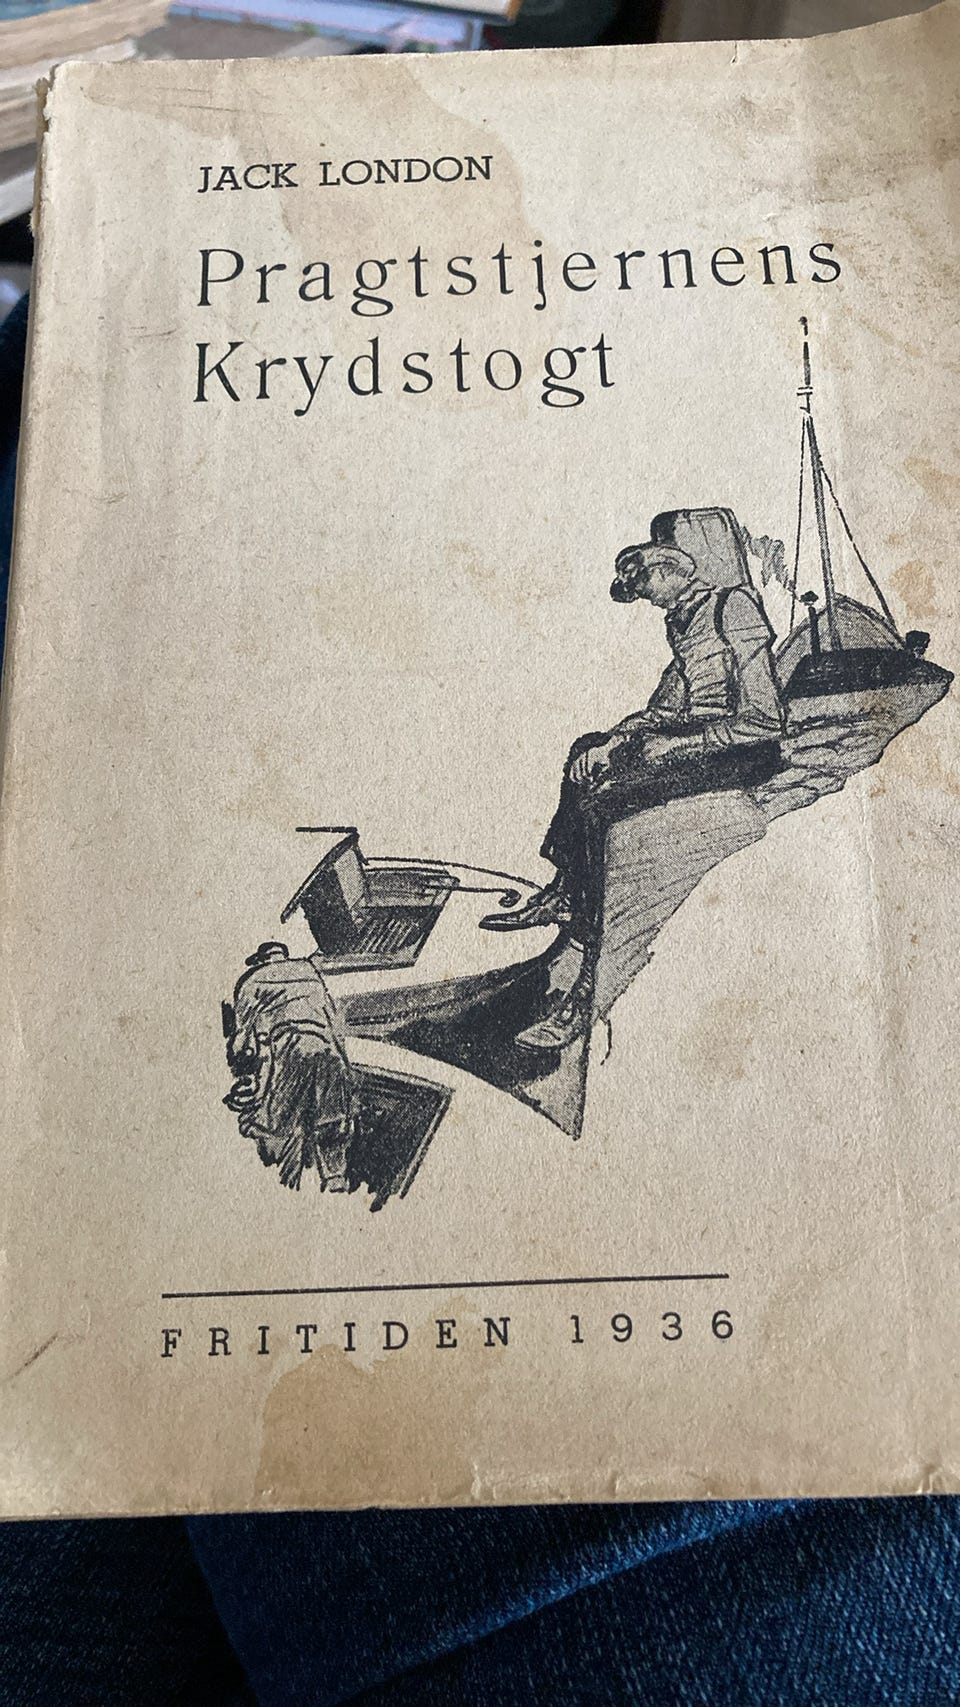 JACK LONDON
Pragtstjernens
Krydstogt
FRITIDEN 1936